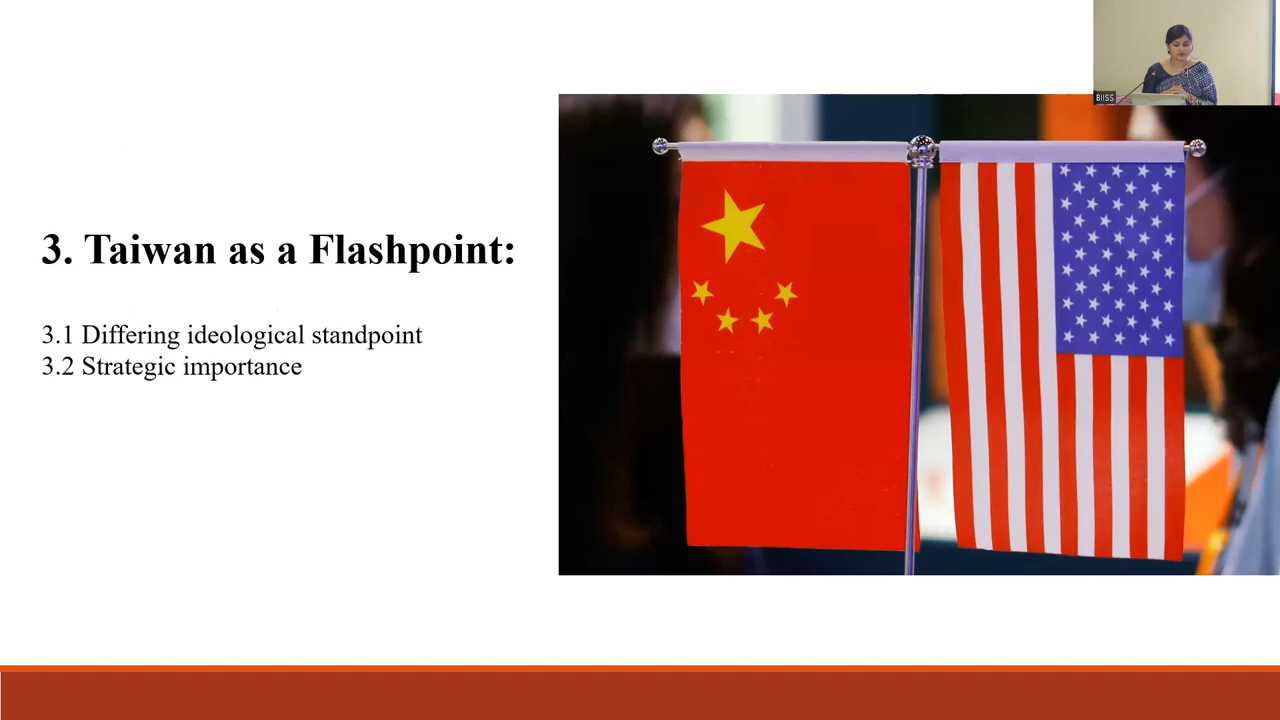 BIISS
3. Taiwan as a Flashpoint:
3.1 Differing ideological standpoint
3.2 Strategic importance